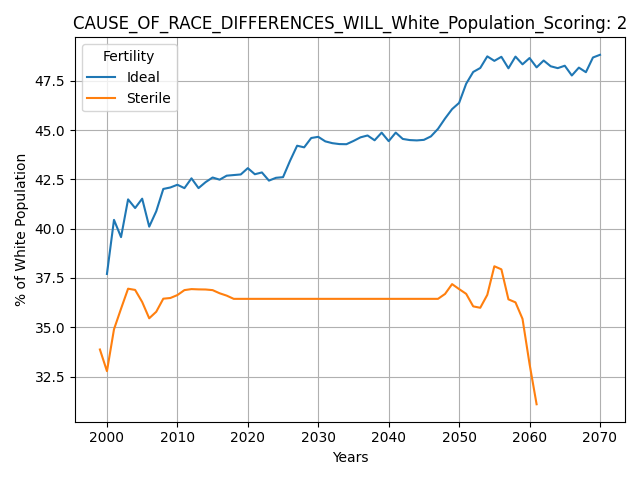 CAUSE_OF_RACE_DIFFERENCES_WILL_White_Population_Scoring: 2
Fertility
Ideal
Sterile
% of White Population
47.5
45.0
42.5
40.0
37.5
35.0
32.5
2000 2010 2020 2030 2040 2050 2060 2070
Years